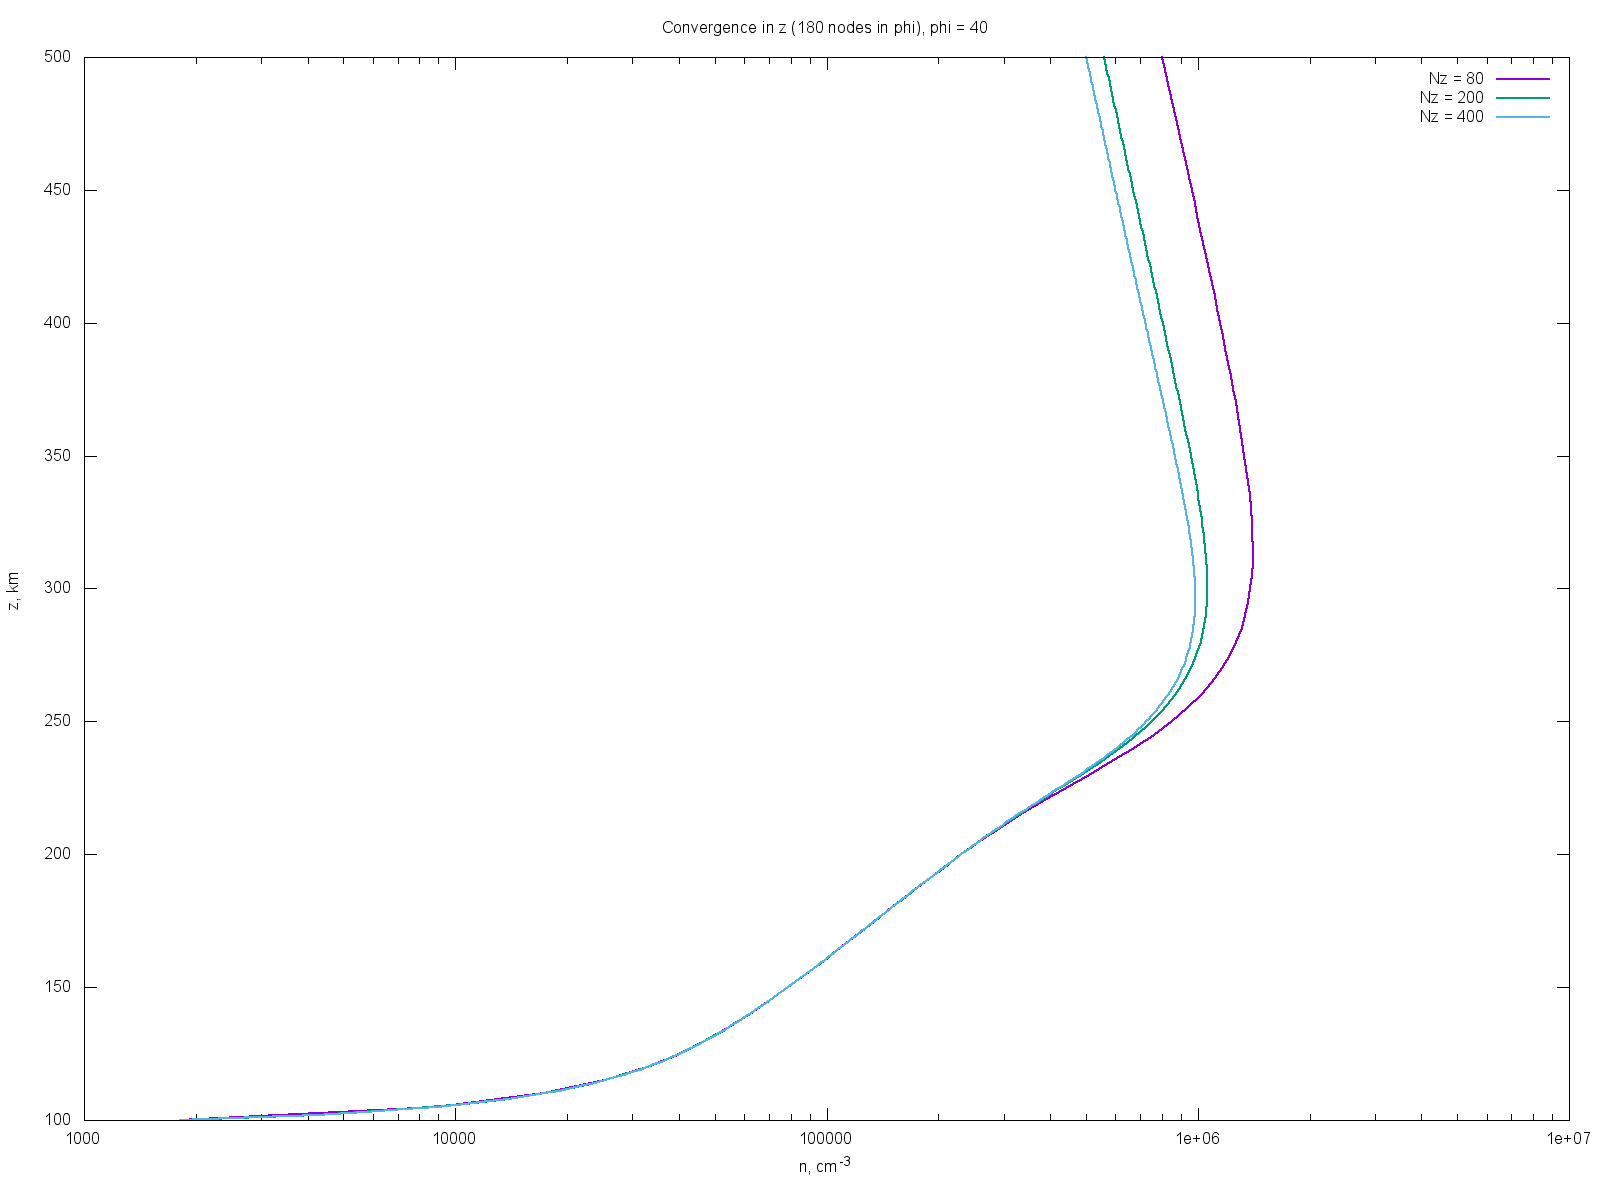 Convergence in z (180 nodes in phi), phi = 40
Nz = 80
Nz = 200
Nz = 400
500
450
400
350
300
250
200
150
100
z, km
1000 10000 100000 1e+06 1e+07
n, cm-3